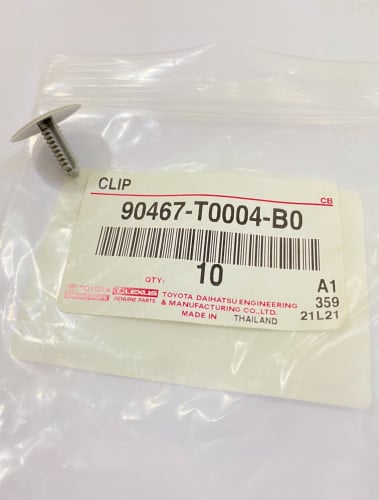 CLIP
CB
90467-T0004-B0
QTY:
10
A1
TOYOTA LEXUS TOYOTA DAIHATSU ENGINEERING 359
GENUINE PARTS & MANUFACTURING CO., LTD.
MADE IN THAILAND 21L21